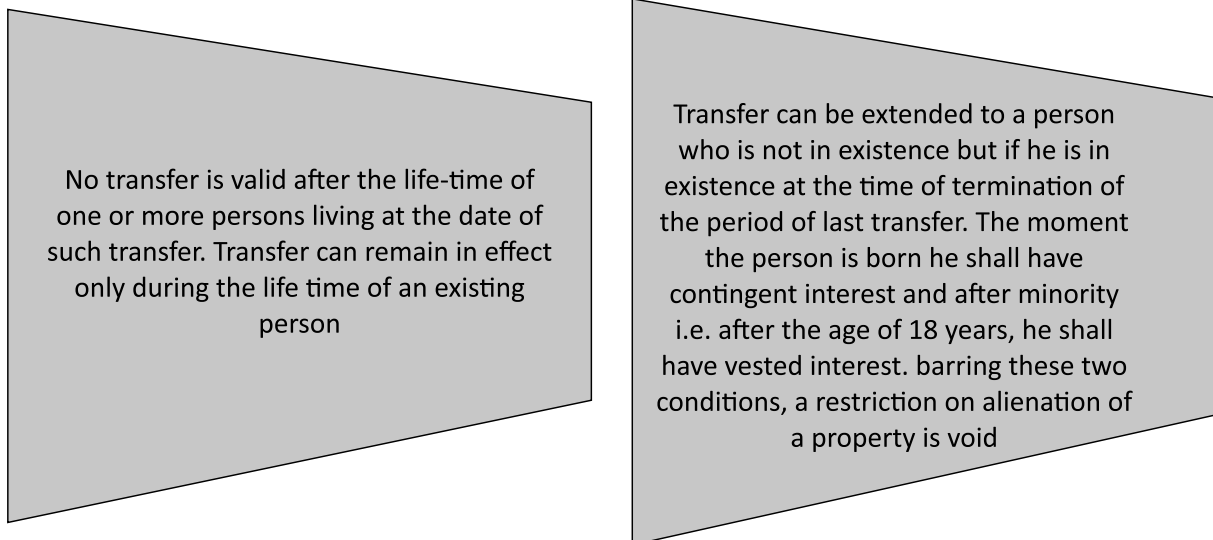 No transfer is valid after the life-time of
one or more persons living at the date of
such transfer. Transfer can remain in effect
only during the life time of an existing
person
Transfer can be extended to a person
who is not in existence but if he is in
existence at the time of termination of
the period of last transfer. The moment
the person is born he shall have
contingent interest and after minority
i.e. after the age of 18 years, he shall
have vested interest. barring these two
conditions, a restriction on alienation of
a property is void